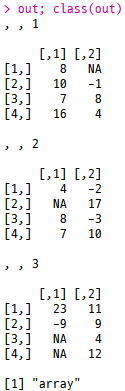 > out; class(out)
, , 1
     [,1] [,2]
[1,]    8   NA
[2,]   10   -1
[3,]    7    8
[4,]   16    4
, , 2
     [,1] [,2]
[1,]    4   -2
[2,]   NA   17
[3,]    8   -3
[4,]    7   10
, , 3
     [,1] [,2]
[1,]   23   11
[2,]   -9    9
[3,]   NA    4
[4,]   NA   12
[1] "array"